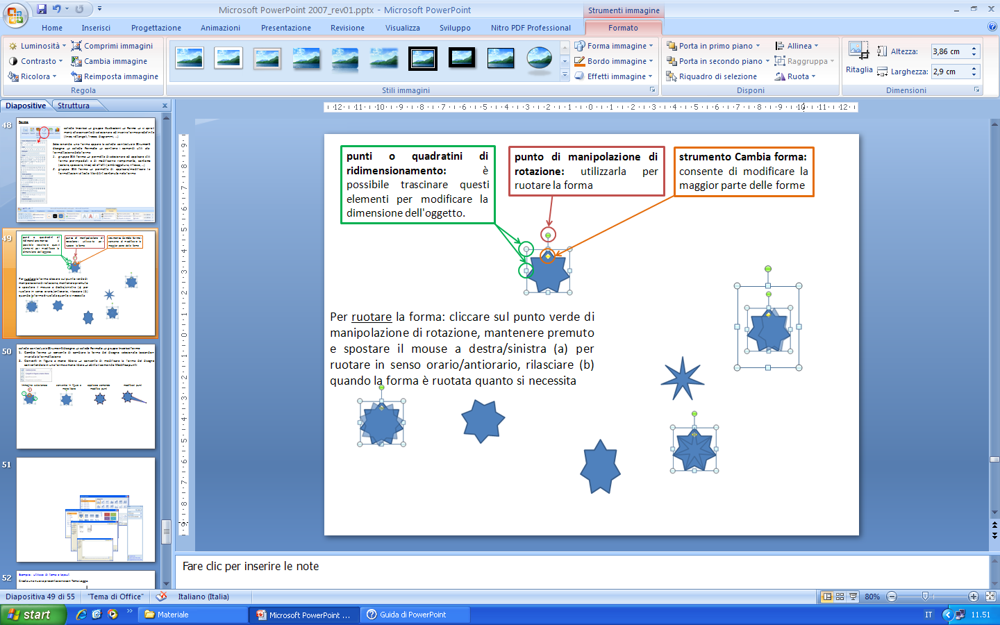 Microsoft PowerPoint 2007_rev01.pptx - Microsoft PowerPoint
Strumenti immagine
Home
Inserisci
Progettazione
Animazioni
Presentazione
Revisione
Visualizza
Sviluppo
Nitro PDF Professional
Formato
Luminosità
Contrasto
Ricolora
Comprimi immagini
Cambia immagine
Reimposta immagine
Regola
Stili immagini
Forma immagine
Bordo immagine
Effetti immagine
Porta in primo piano
Porta in secondo piano
Riquadro di selezione
Allinea
Raggruppa
Ruota
Disponi
Ritaglia
Altezza: 3,86 cm
Larghezza: 2,9 cm
Dimensioni
Diapositive
Struttura
48
49
50
51
52
punti o quadratini di
ridimensionamento: è
possibile trascinare questi
elementi per modificare la
dimensione dell'oggetto.
punto di manipolazione di
rotazione: utilizzarla per
ruotare la forma
strumento Cambia forma:
consente di modificare la
maggior parte delle forme
Per ruotare la forma: cliccare sul punto verde di
manipolazione di rotazione, mantenere premuto
e spostare il mouse a destra/sinistra (a) per
ruotare in senso orario/antiorario, rilasciare (b)
quando la forma è ruotata quanto si necessita
Fare clic per inserire le note
Diapositiva 49 di 55
"Tema di Office"
Italiano (Italia)
80%
start
Materiale
Microsoft PowerPoint ...
Guida di PowerPoint
IT
11.51